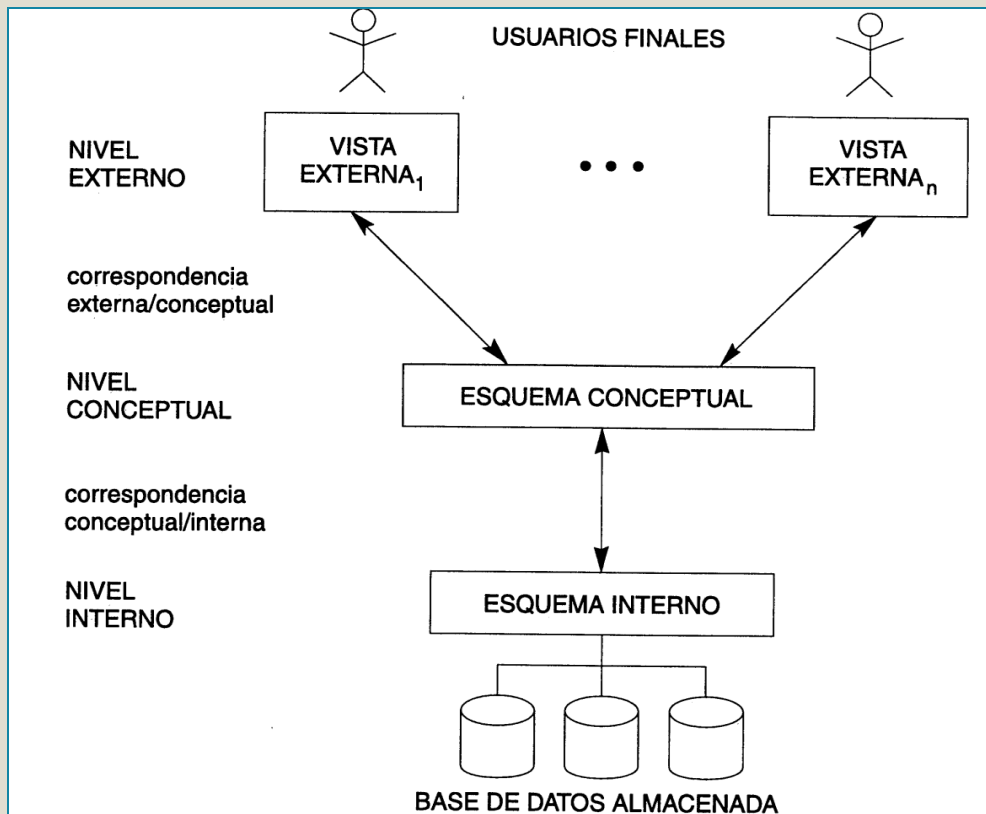 USUARIOS FINALES
NIVEL
EXTERNO
VISTA
EXTERNA1
• • •
VISTA
EXTERNAn
correspondencia
externa/conceptual
NIVEL
CONCEPTUAL
ESQUEMA CONCEPTUAL
correspondencia
conceptual/interna
NIVEL
INTERNO
ESQUEMA INTERNO
BASE DE DATOS ALMACENADA